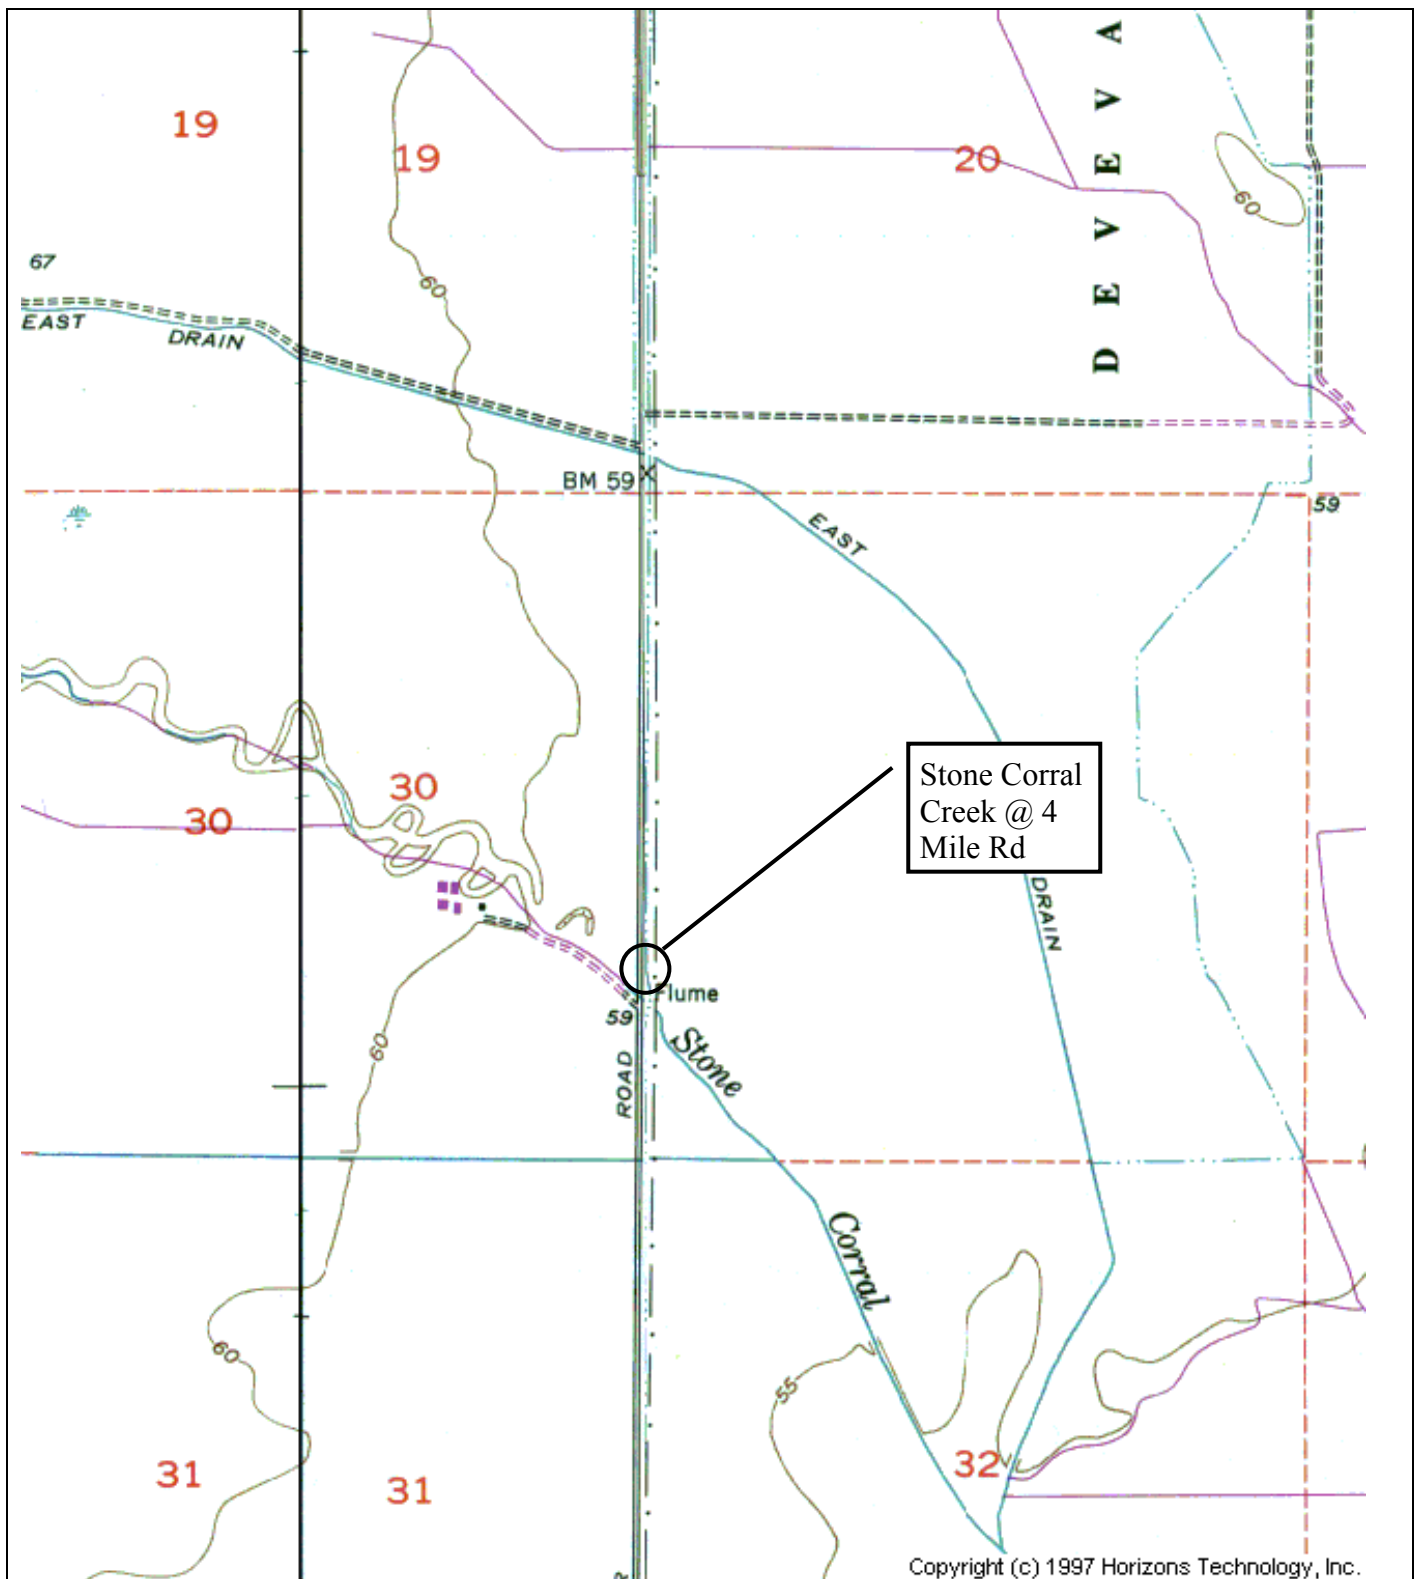 19
19
20
D E V E V A
60
67
60
EAST
DRAIN
BM 59
59
EAST
30
30
Stone Corral
Creek @ 4
Mile Rd
DRAIN
Flume
59
Stone
60
ROAD
Corral
60
55
31
31
32
Copyright (c) 1997 Horizons Technology, Inc.